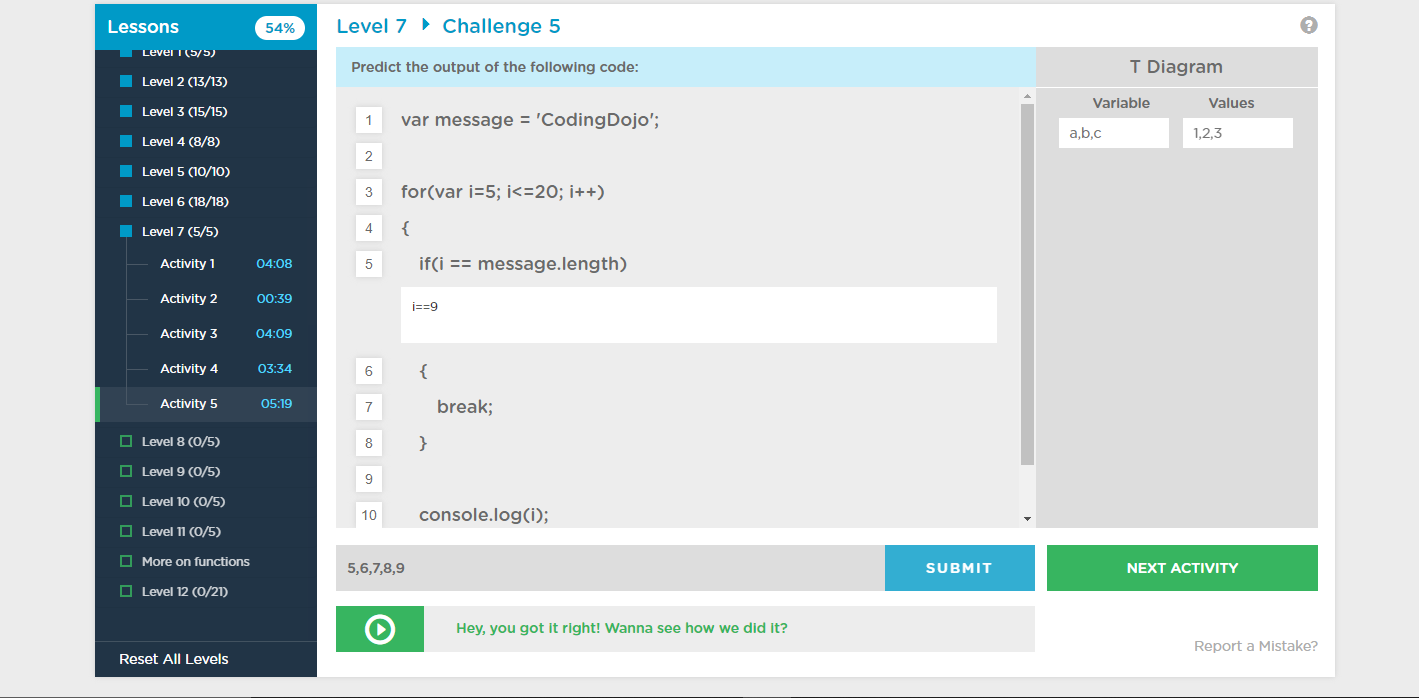 Lessons 54%
Level 1 (5/5)
Level 2 (13/13)
Level 3 (15/15)
Level 4 (8/8)
Level 5 (10/10)
Level 6 (18/18)
Level 7 (5/5)
Activity 1 04:08
Activity 2 00:39
Activity 3 04:09
Activity 4 03:34
Activity 5 05:19
Level 8 (0/5)
Level 9 (0/5)
Level 10 (0/5)
Level 11 (0/5)
More on functions
Level 12 (0/21)
Reset All Levels
Level 7 Challenge 5
?
Predict the output of the following code:
1 var message = 'CodingDojo';
2
3 for(var i=5; i<=20; i++)
4 {
5 if(i == message.length)
i==9
6 {
7 break;
8 }
9
10 console.log(i);
T Diagram
Variable Values
a,b,c 1,2,3
5,6,7,8,9 SUBMIT
NEXT ACTIVITY
Hey, you got it right! Wanna see how we did it?
Report a Mistake?